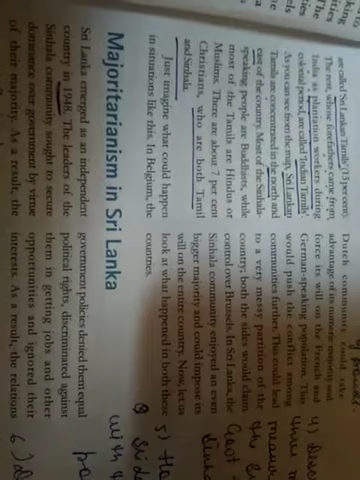 are called 'Sri Lankan Tamils' (13 per cent).
The rest, whose forefathers came from
India as plantation workers during
colonial period, are called 'Indian Tamils'.
As you can see from the map, Sri Lankan
Tamils are concentrated in the north and
east of the country. Most of the Sinhala-
speaking people are Buddhists, while
most of the Tamils are Hindus or
Muslims. There are about 7 per cent
Christians, who are both Tamil
and Sinhala.
Just imagine what could happen
in situations like this. In Belgium, the
Dutch community could take
advantage of its numeric majority and
force its will on the French and
German-speaking population. This
would push the conflict among
communities further. This could lead
to a very messy partition of the
country; both the sides would claim
control over Brussels. In Sri Lanka, the
Sinhala community enjoyed an even
bigger majority and could impose its
will on the entire country. Now, let us
look at what happened in both these
countries.
Majoritarianism in Sri Lanka
Sri Lanka emerged as an independent
country in 1948. The leaders of the
Sinhala community sought to secure
dominance over government by virtue
of their majority. As a result, the
government policies denied them equal
political rights, discriminated against
them in getting jobs and other
opportunities and ignored their
interests. As a result, the relations